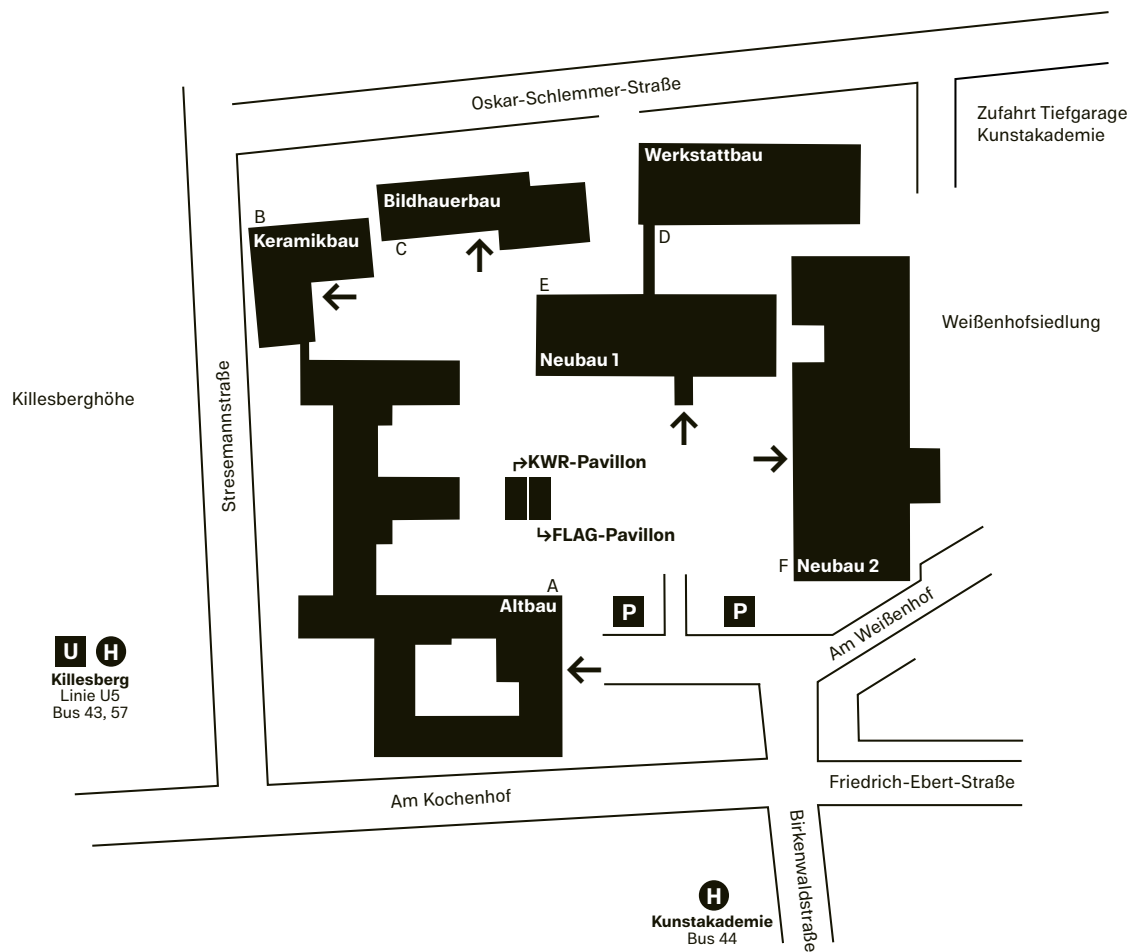 Oskar-Schlemmer-Straße
Zufahrt Tiefgarage
Kunstakademie
Werkstattbau
Bildhauerbau
B
Keramikbau
C
D
E
Neubau 1
Weißenhofsiedlung
Killesberghöhe
Stresemannstraße
KWR-Pavillon
FLAG-Pavillon
F
Neubau 2
A
Altbau
P
P
Am Weißenhof
U H
Killesberg
Linie U5
Bus 43, 57
Am Kochenhof
Friedrich-Ebert-Straße
Birkenwaldstraße
H
Kunstakademie
Bus 44